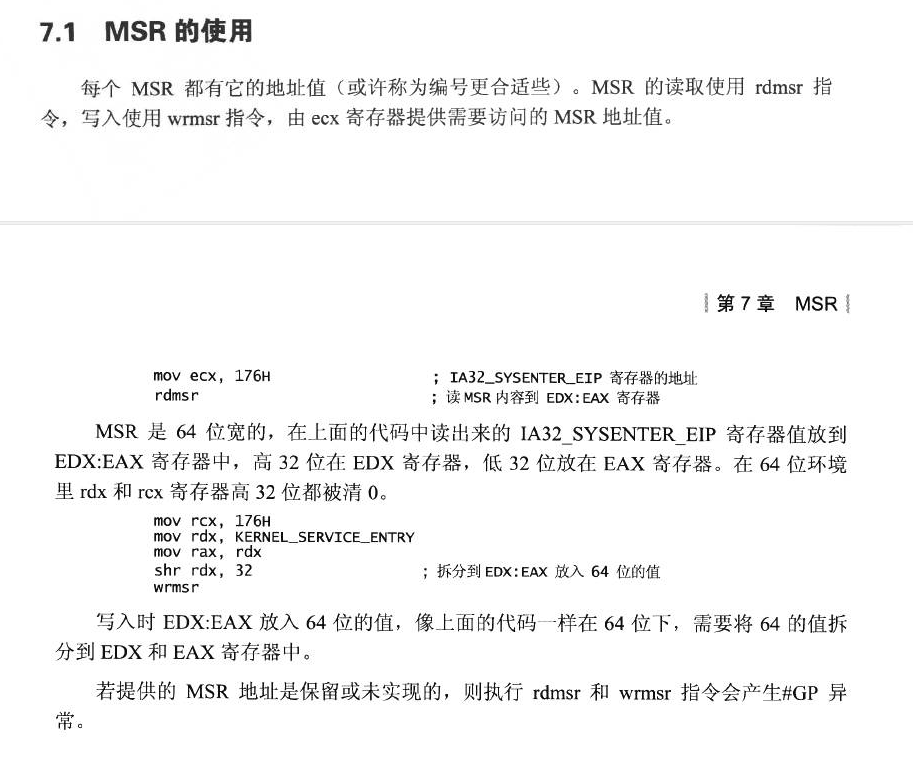 7.1 MSR 的使用
每个 MSR 都有它的地址值（或许称为编号更合适些）。MSR 的读取使用 rdmsr 指
令，写入使用 wrmsr 指令，由 ecx 寄存器提供需要访问的 MSR 地址值。
第 7 章 MSR
mov ecx, 176H ; IA32_SYSENTER_EIP 寄存器的地址
rdmsr ; 读 MSR 内容到 EDX:EAX 寄存器
MSR 是 64 位宽的，在上面的代码中读出来的 IA32_SYSENTER_EIP 寄存器值放到
EDX:EAX 寄存器中，高 32 位在 EDX 寄存器，低 32 位放在 EAX 寄存器。在 64 位环境
里 rdx 和 rcx 寄存器高 32 位都被清 0。
mov rcx, 176H
mov rdx, KERNEL_SERVICE_ENTRY
mov rax, rdx
shr rdx, 32 ; 拆分到 EDX:EAX 放入 64 位的值
wrmsr
写入时 EDX:EAX 放入 64 位的值，像上面的代码一样在 64 位下，需要将 64 的值拆
分到 EDX 和 EAX 寄存器中。
若提供的 MSR 地址是保留或未实现的，则执行 rdmsr 和 wrmsr 指令会产生#GP 异
常。